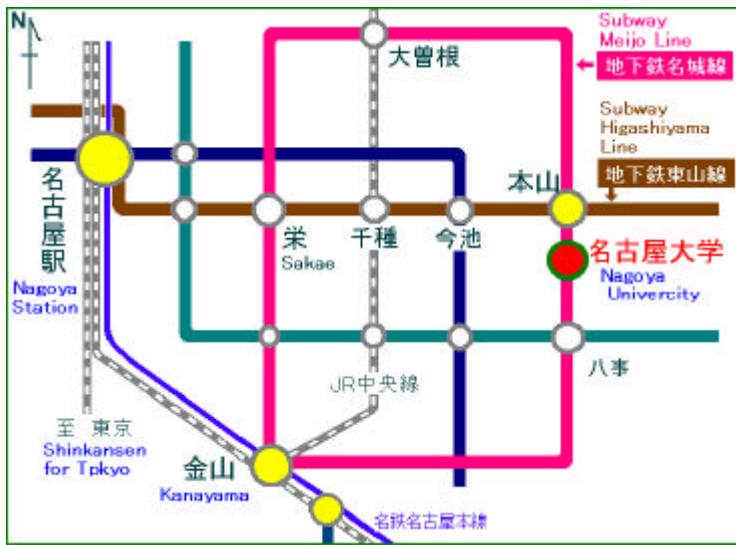 N
Subway
Meijo Line
地下鉄名城線
大曽根
Subway
Higashiyama
Line
地下鉄東山線
本山
名古屋駅
栄
Sakae
千種
今池
名古屋大学
Nagoya
Univercity
Nagoya
Station
八事
JR中央線
至 東京
Shinkansen
for Tpkyo
金山
Kanayama
名鉄名古屋本線